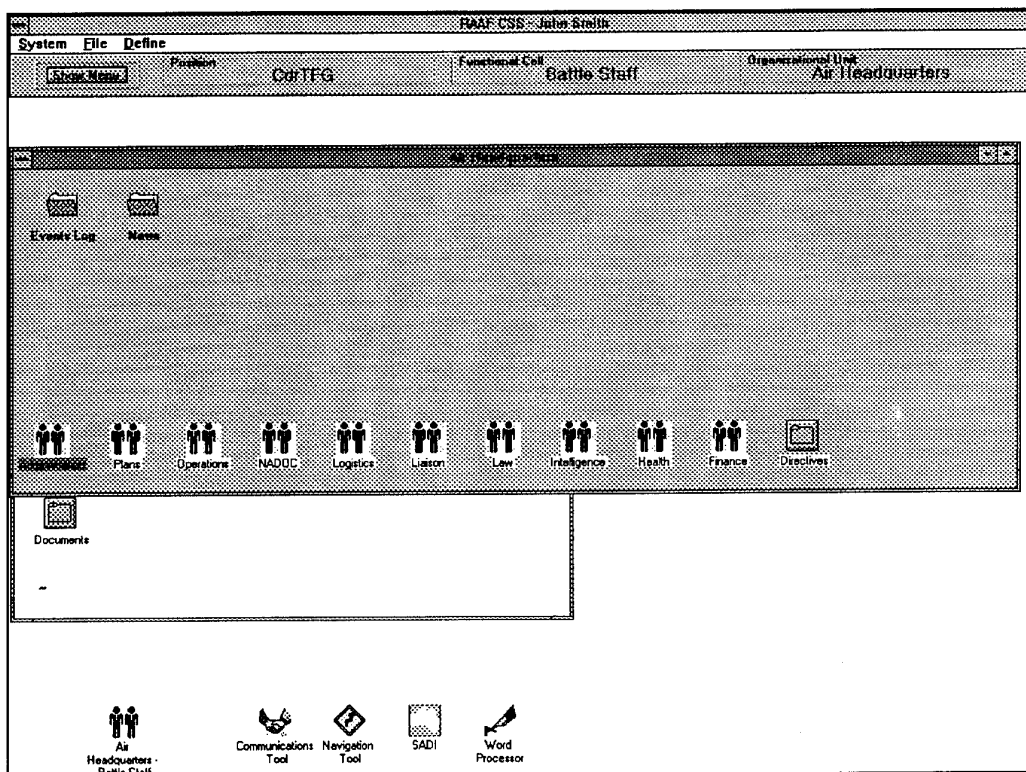 RAAF CSS - John Smith
System File Define
Show Menu
Position
CdrTFG
Functional Cell
Battle Staff
Organisational Unit
Air Headquarters
Air Headquarters
Events Log News
Plans Operations NADOC Logistics Liaison Law Intelligence Health Finance Directives
Documents
Air
Headquarters -
Battle Staff
Communications
Tool
Navigation
Tool
SADI
Word
Processor